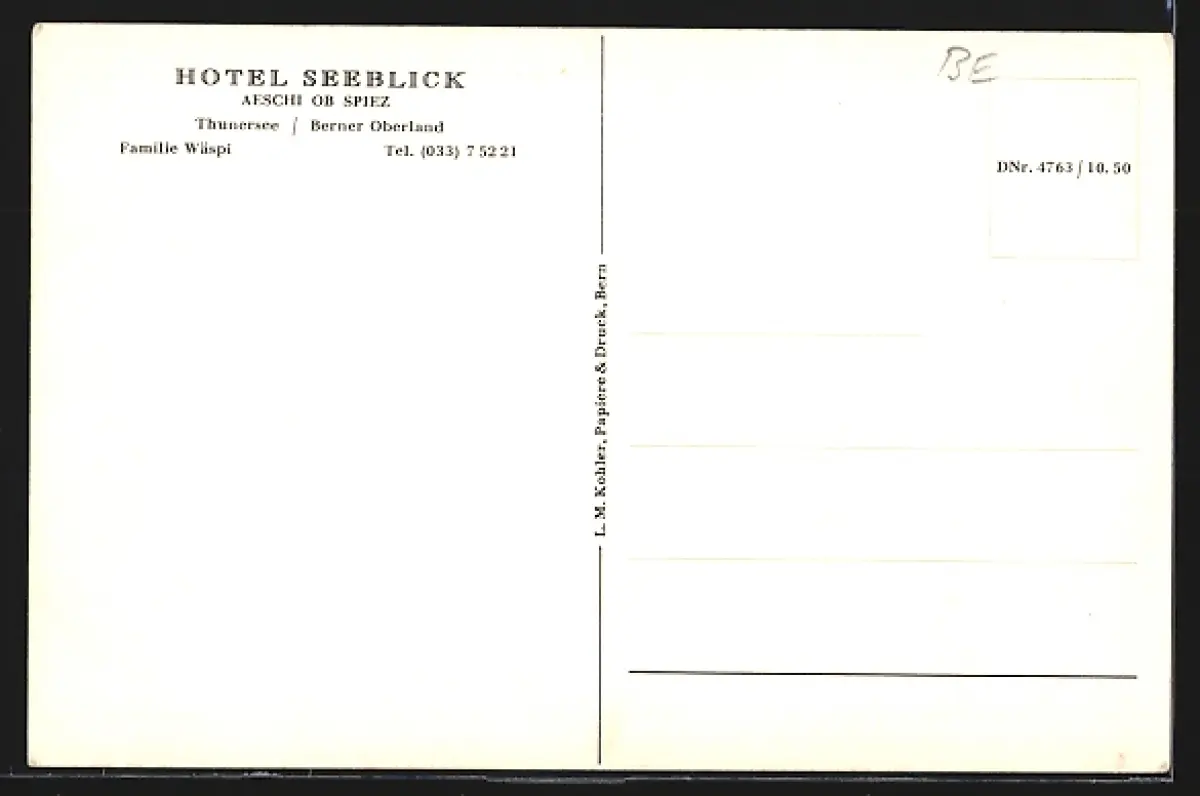 HOTEL SEEBLICK
AESCHI OB SPIEZ
Thunersee / Berner Oberland
Familie Wäspi Tel. (033) 7 52 21
BE
DNr. 4763 / 10. 50
L. M. Kohler, Papiere & Druck, Bern